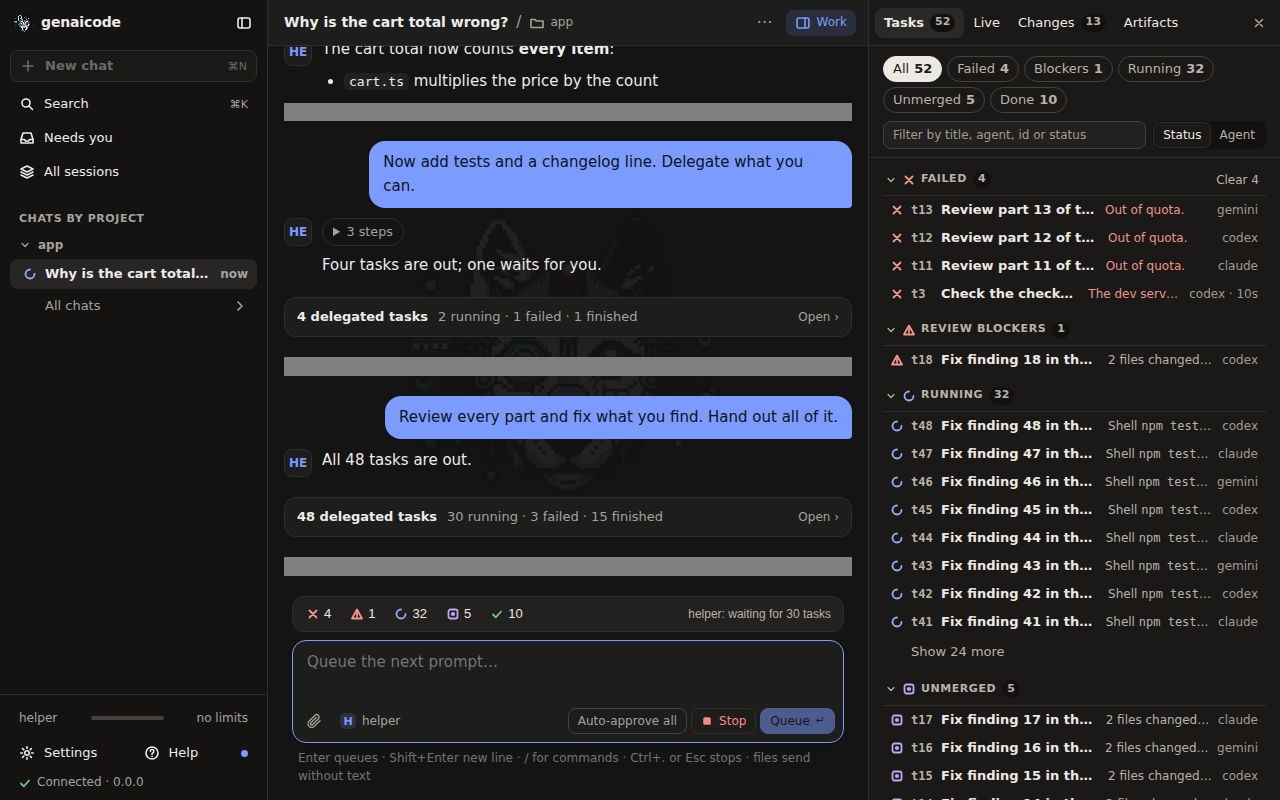 genaicode
New chat ⌘N
Search ⌘K
Needs you
All sessions
CHATS BY PROJECT
app
Why is the cart total… now
All chats
helper no limits
Settings Help
Connected · 0.0.0
Why is the cart total wrong? / app
··· Work
HE The cart total now counts every item:
• cart.ts multiplies the price by the count
Now add tests and a changelog line. Delegate what you
can.
HE 3 steps
Four tasks are out; one waits for you.
4 delegated tasks 2 running · 1 failed · 1 finished Open ›
Review every part and fix what you find. Hand out all of it.
HE All 48 tasks are out.
48 delegated tasks 30 running · 3 failed · 15 finished Open ›
4 1 32 5 10 helper: waiting for 30 tasks
Queue the next prompt…
H helper Auto-approve all Stop Queue ↵
Enter queues · Shift+Enter new line · / for commands · Ctrl+. or Esc stops · files send
without text
Tasks 52 Live Changes 13 Artifacts
All 52 Failed 4 Blockers 1 Running 32
Unmerged 5 Done 10
Filter by title, agent, id or status Status Agent
FAILED 4 Clear 4
t13 Review part 13 of t… Out of quota. gemini
t12 Review part 12 of t… Out of quota. codex
t11 Review part 11 of t… Out of quota. claude
t3 Check the check… The dev serv… codex · 10s
REVIEW BLOCKERS 1
t18 Fix finding 18 in th… 2 files changed… codex
RUNNING 32
t48 Fix finding 48 in th… Shell npm test… codex
t47 Fix finding 47 in th… Shell npm test… claude
t46 Fix finding 46 in th… Shell npm test… gemini
t45 Fix finding 45 in th… Shell npm test… codex
t44 Fix finding 44 in th… Shell npm test… claude
t43 Fix finding 43 in th… Shell npm test… gemini
t42 Fix finding 42 in th… Shell npm test… codex
t41 Fix finding 41 in th… Shell npm test… claude
Show 24 more
UNMERGED 5
t17 Fix finding 17 in th… 2 files changed… claude
t16 Fix finding 16 in th… 2 files changed… gemini
t15 Fix finding 15 in th… 2 files changed… codex